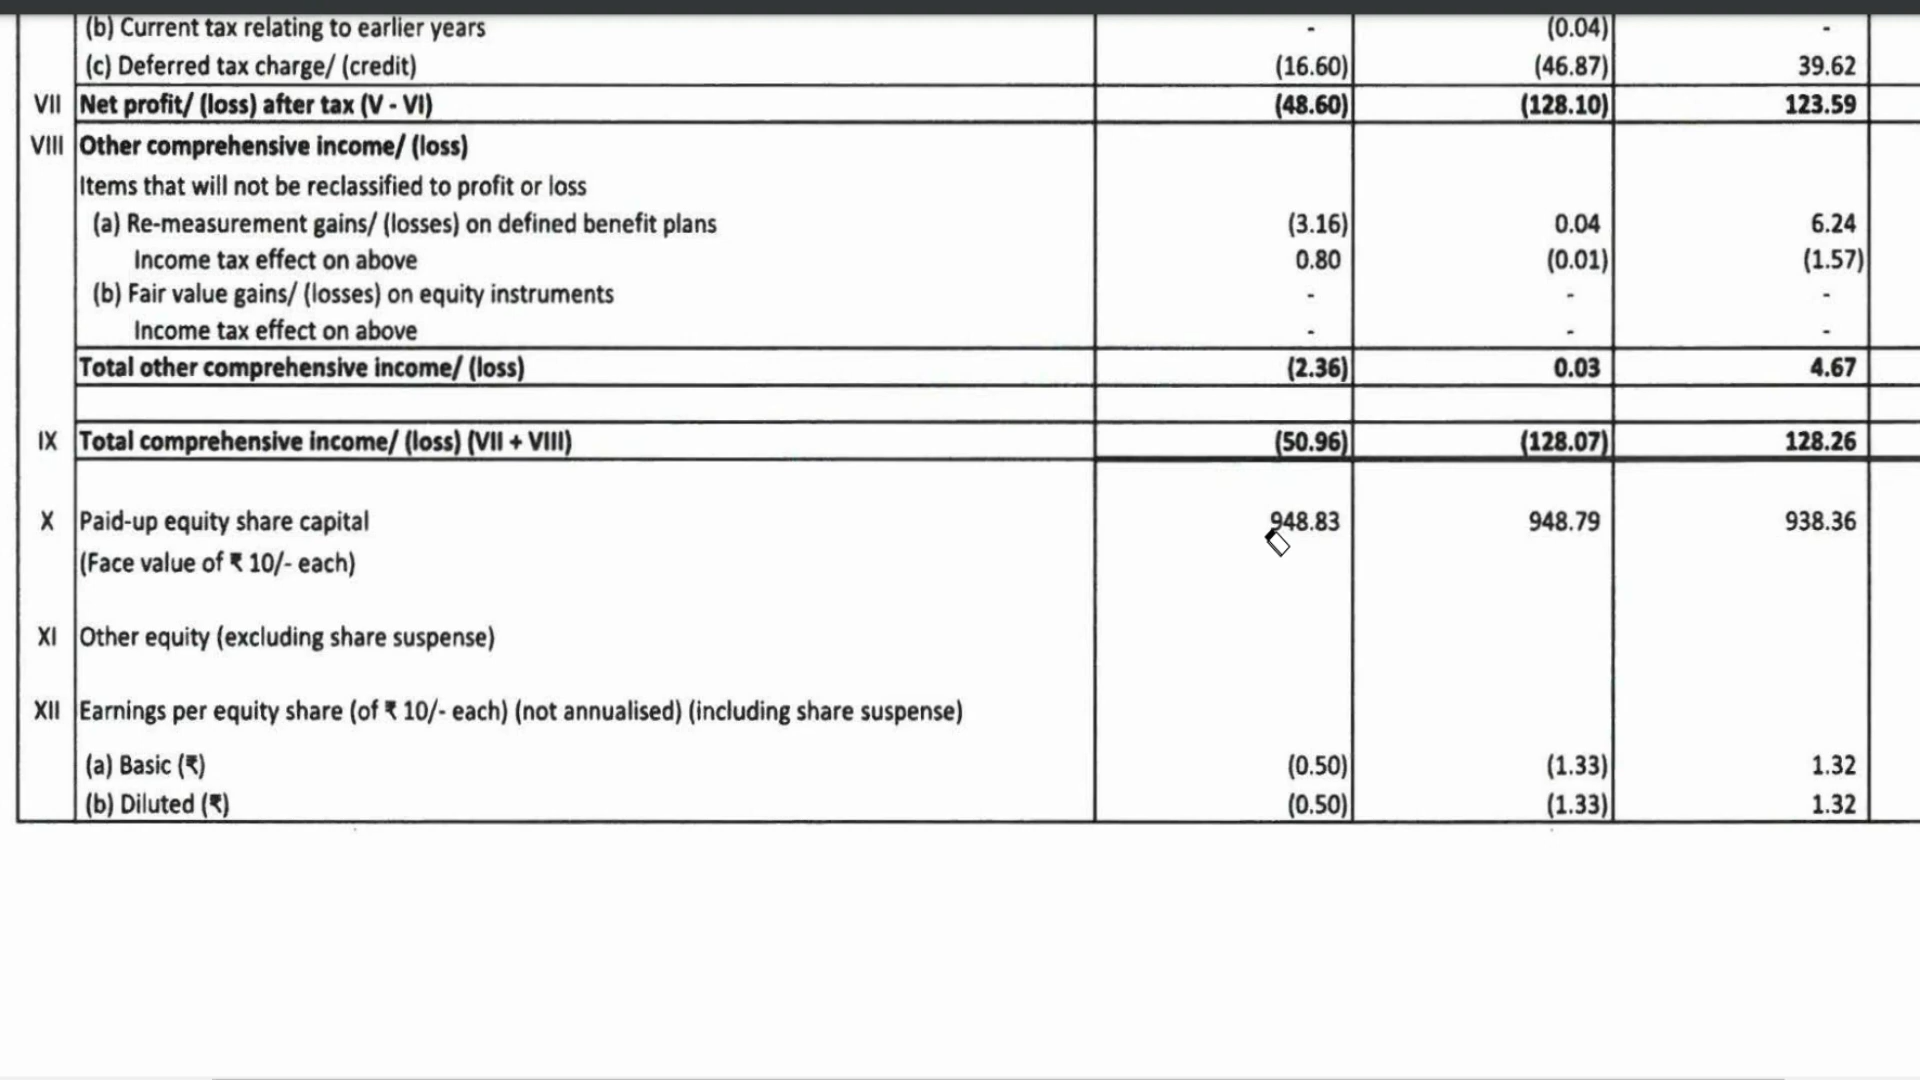 (b) Current tax relating to earlier years - (0.04) -
(c) Deferred tax charge/ (credit) (16.60) (46.87) 39.62
VII Net profit/ (loss) after tax (V - VI) (48.60) (128.10) 123.59
VIII Other comprehensive income/ (loss)
Items that will not be reclassified to profit or loss
(a) Re-measurement gains/ (losses) on defined benefit plans (3.16) 0.04 6.24
Income tax effect on above 0.80 (0.01) (1.57)
(b) Fair value gains/ (losses) on equity instruments - - -
Income tax effect on above - - -
Total other comprehensive income/ (loss) (2.36) 0.03 4.67
IX Total comprehensive income/ (loss) (VII + VIII) (50.96) (128.07) 128.26
X Paid-up equity share capital 948.83 948.79 938.36
(Face value of ₹ 10/- each)
XI Other equity (excluding share suspense)
XII Earnings per equity share (of ₹ 10/- each) (not annualised) (including share suspense)
(a) Basic (₹) (0.50) (1.33) 1.32
(b) Diluted (₹) (0.50) (1.33) 1.32